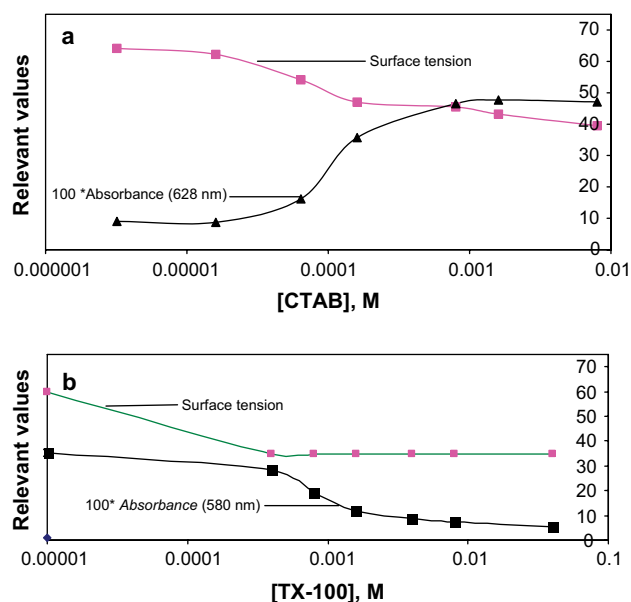 a
70
60
50
40
30
20
10
0
Relevant values
Surface tension
100 *Absorbance (628 nm)
0.000001 0.00001 0.0001 0.001 0.01
[CTAB], M
b
70
60
50
40
30
20
10
0
Relevant values
Surface tension
100* Absorbance (580 nm)
0.00001 0.0001 0.001 0.01 0.1
[TX-100], M